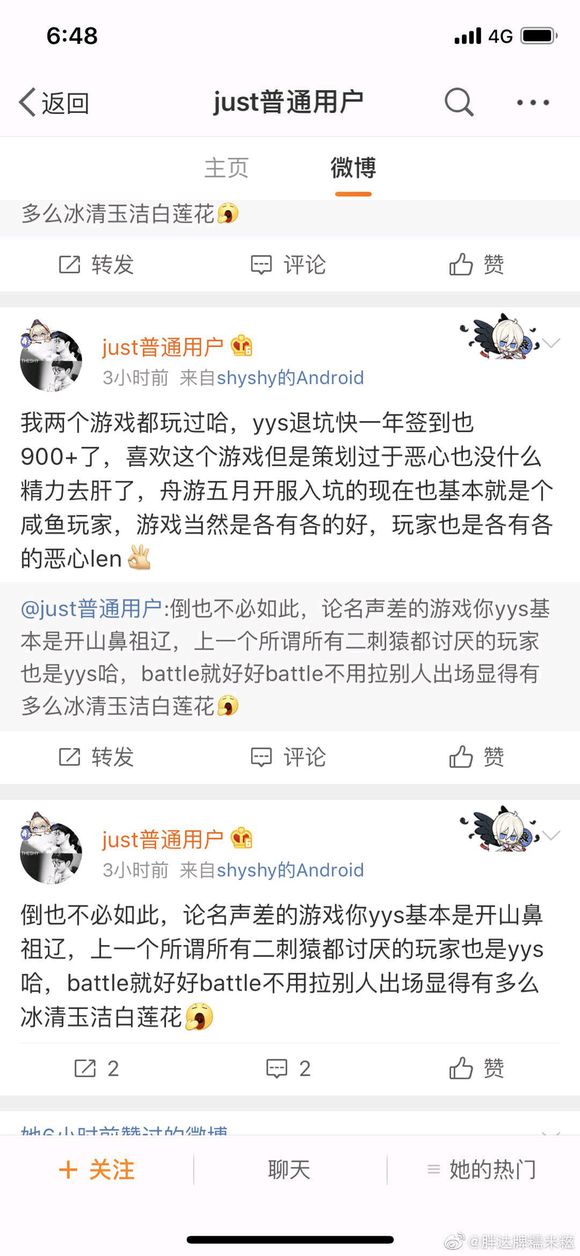 6:48
4G
返回
just普通用户
主页
微博
多么冰清玉洁白莲花
转发
评论
赞
just普通用户
3小时前 来自shyshy的Android
我两个游戏都玩过哈，yys退坑快一年签到也
900+了，喜欢这个游戏但是策划过于恶心也没什么
精力去肝了，舟游五月开服入坑的现在也基本就是个
咸鱼玩家，游戏当然是各有各的好，玩家也是各有各
的恶心len👌
@just普通用户:倒也不必如此，论名声差的游戏你yys基
本是开山鼻祖辽，上一个所谓所有二刺猿都讨厌的玩家
也是yys哈，battle就好好battle不用拉别人出场显得有
多么冰清玉洁白莲花
转发
评论
赞
just普通用户
3小时前 来自shyshy的Android
倒也不必如此，论名声差的游戏你yys基本是开山鼻
祖辽，上一个所谓所有二刺猿都讨厌的玩家也是yys
哈，battle就好好battle不用拉别人出场显得有多么
冰清玉洁白莲花
2
2
赞
她6小时前赞过的微博
+ 关注
聊天
她的热门
@胖达牌糯米糍